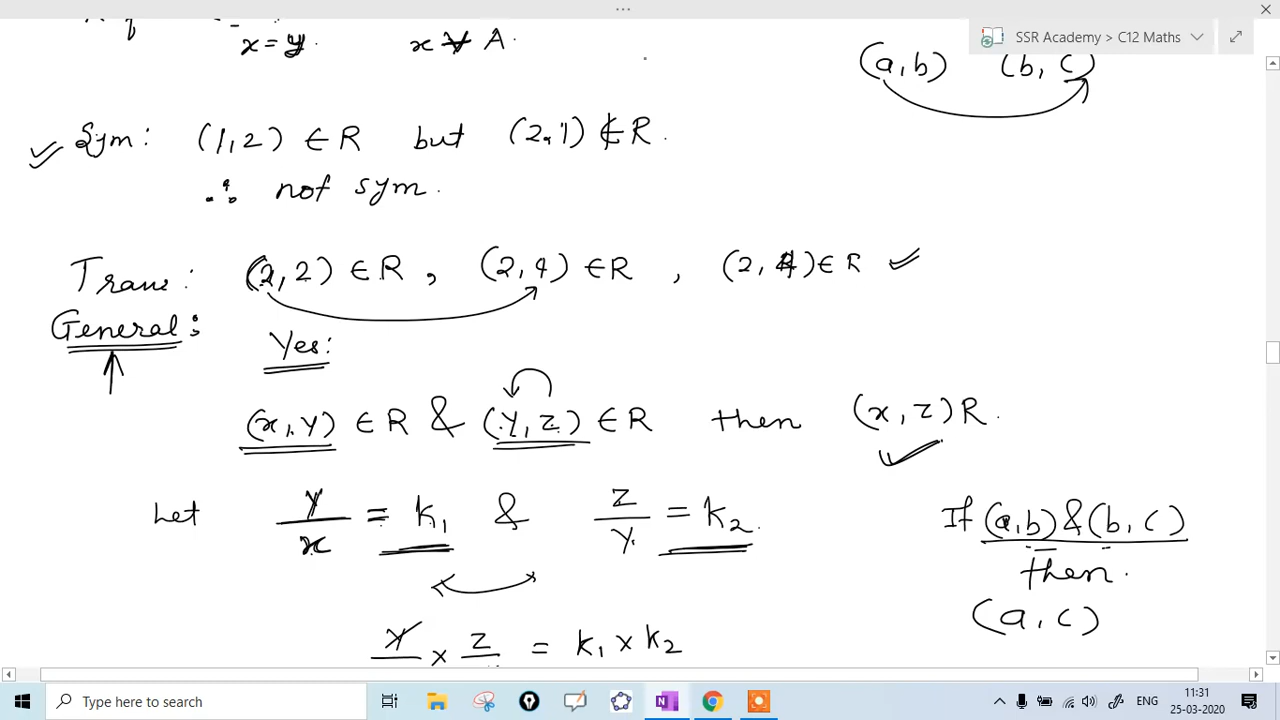 SSR Academy > C12 Maths
x = y. x ∀ A.
(a, b) (b, c)
Sym: (1, 2) ∈ R but (2, 1) ∉ R.
∴ not sym.
Trans: (2, 2) ∈ R, (2, 4) ∈ R, (2, 4) ∈ R
General: Yes:
(x, y) ∈ R & (y, z) ∈ R then (x, z) R.
Let y/x = k₁ & z/y = k₂.
If (a, b) & (b, c)
then.
(a, c)
y × z = k₁ × k₂
Type here to search
11:31
25-03-2020